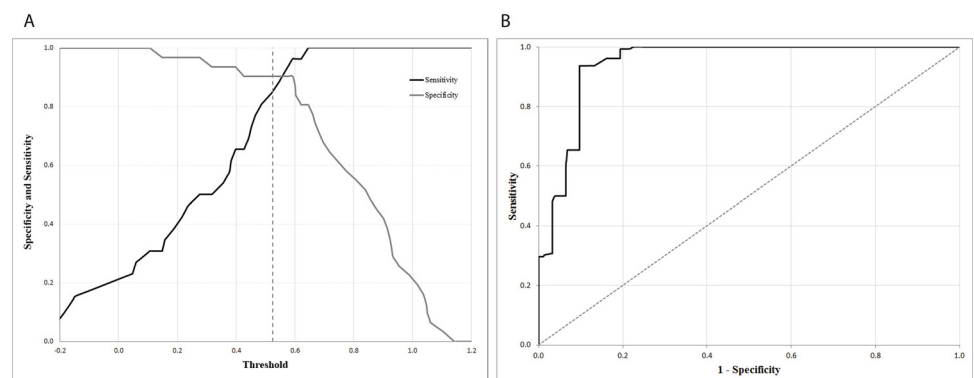 A
B
1.0
0.8
0.6
0.4
0.2
0.0
Specificity and Sensitivity
Sensitivity
Specificity
-0.2 0.0 0.2 0.4 0.6 0.8 1.0 1.2
Threshold
1.0
0.8
0.6
0.4
0.2
0.0
Sensitivity
0.0 0.2 0.4 0.6 0.8 1.0
1 - Specificity